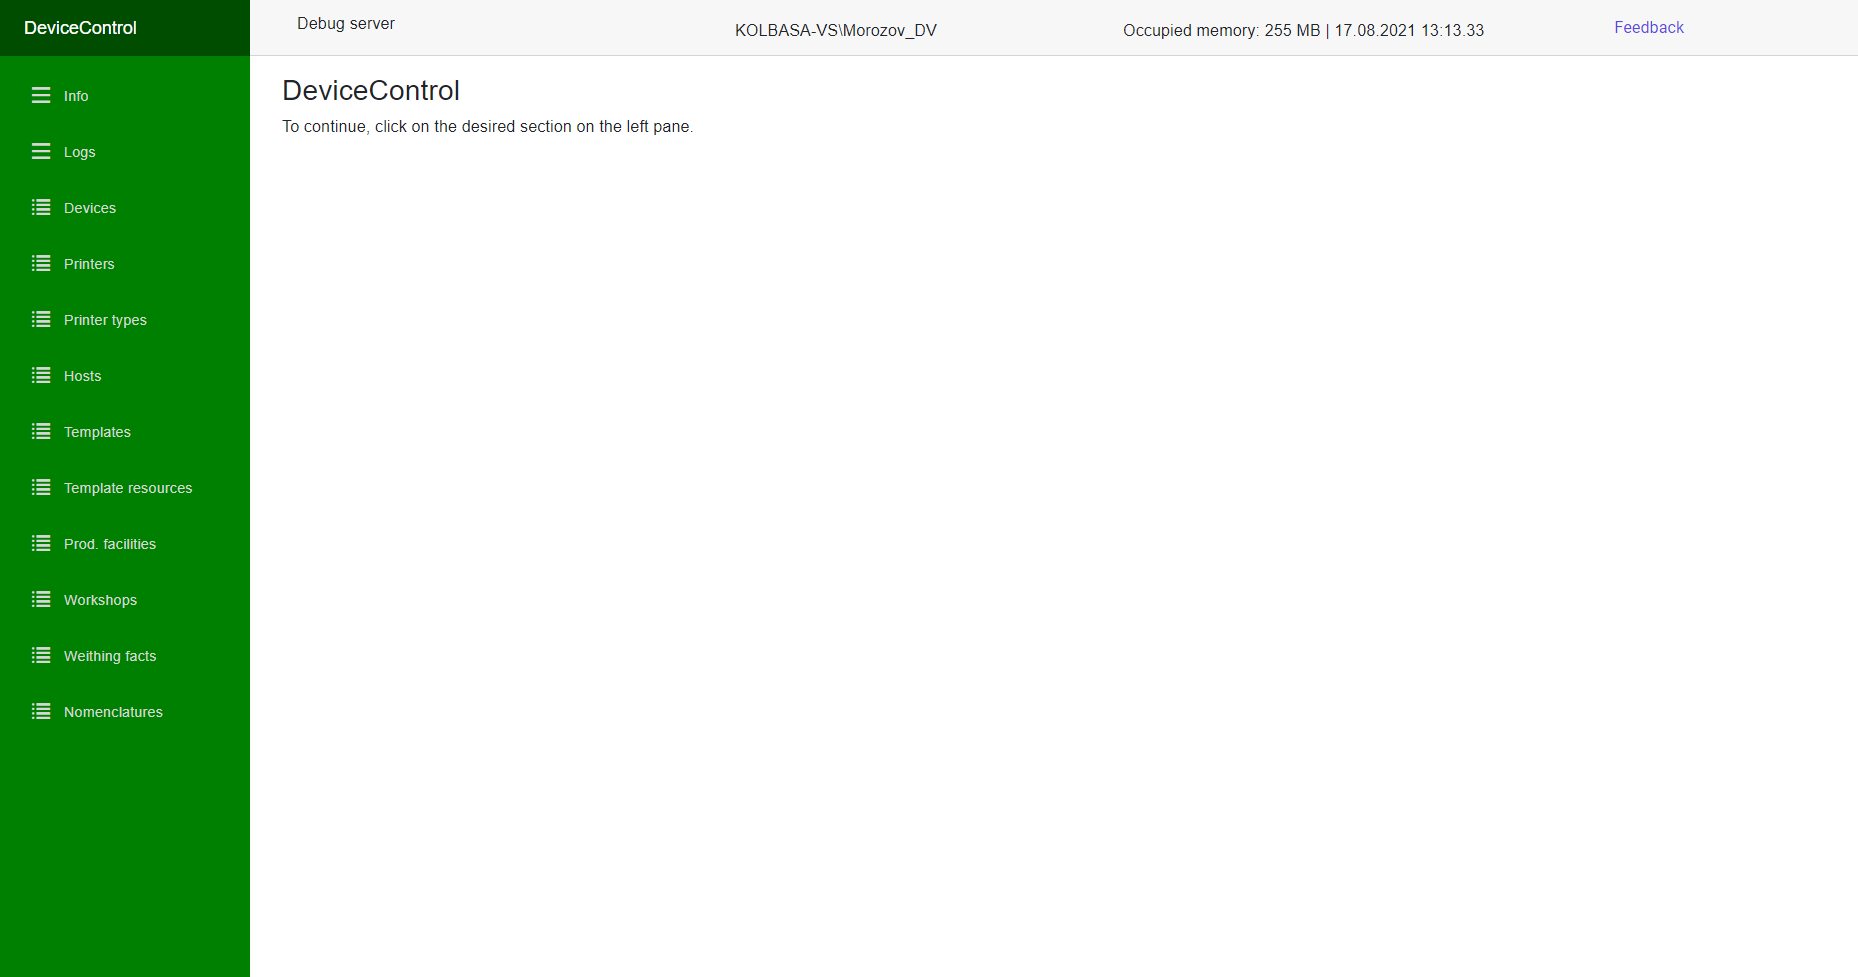 DeviceControl
Debug server
KOLBASA-VS\Morozov_DV
Occupied memory: 255 MB | 17.08.2021 13:13.33
Feedback
Info
Logs
Devices
Printers
Printer types
Hosts
Templates
Template resources
Prod. facilities
Workshops
Weithing facts
Nomenclatures
DeviceControl
To continue, click on the desired section on the left pane.